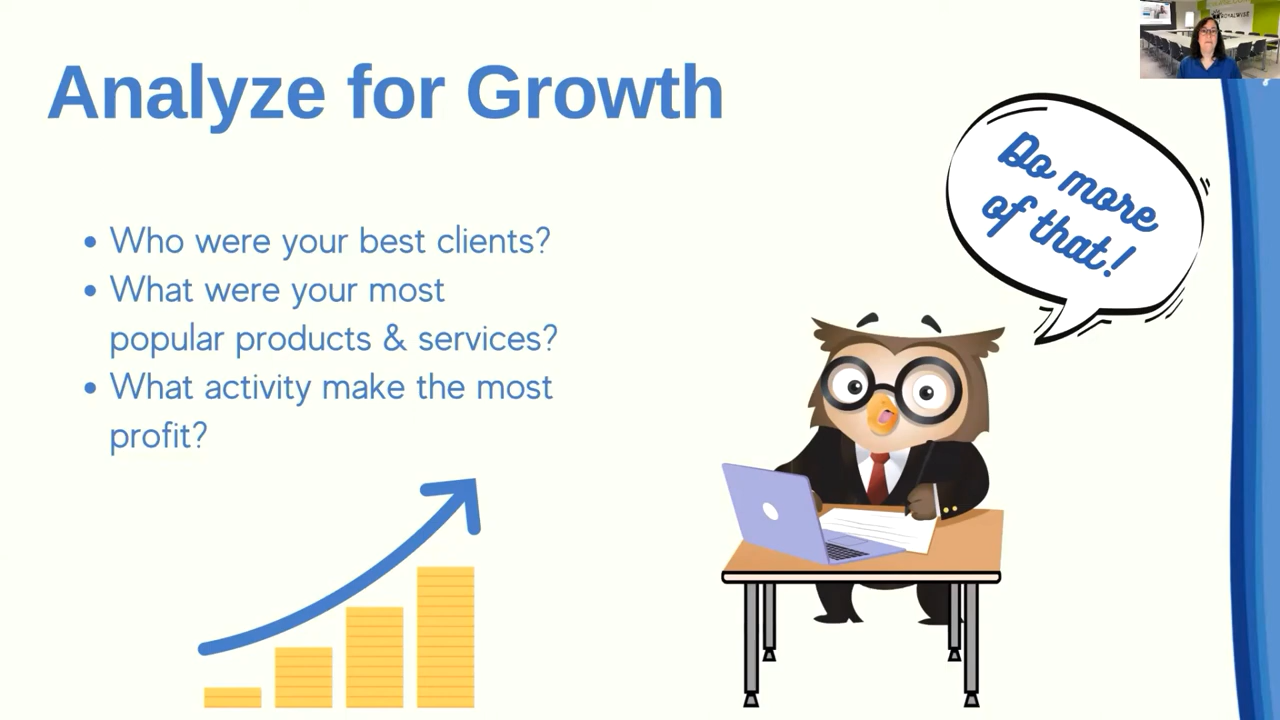 Analyze for Growth
ROYALWISE
Do more
of that!
• Who were your best clients?
• What were your most
popular products & services?
• What activity make the most
profit?